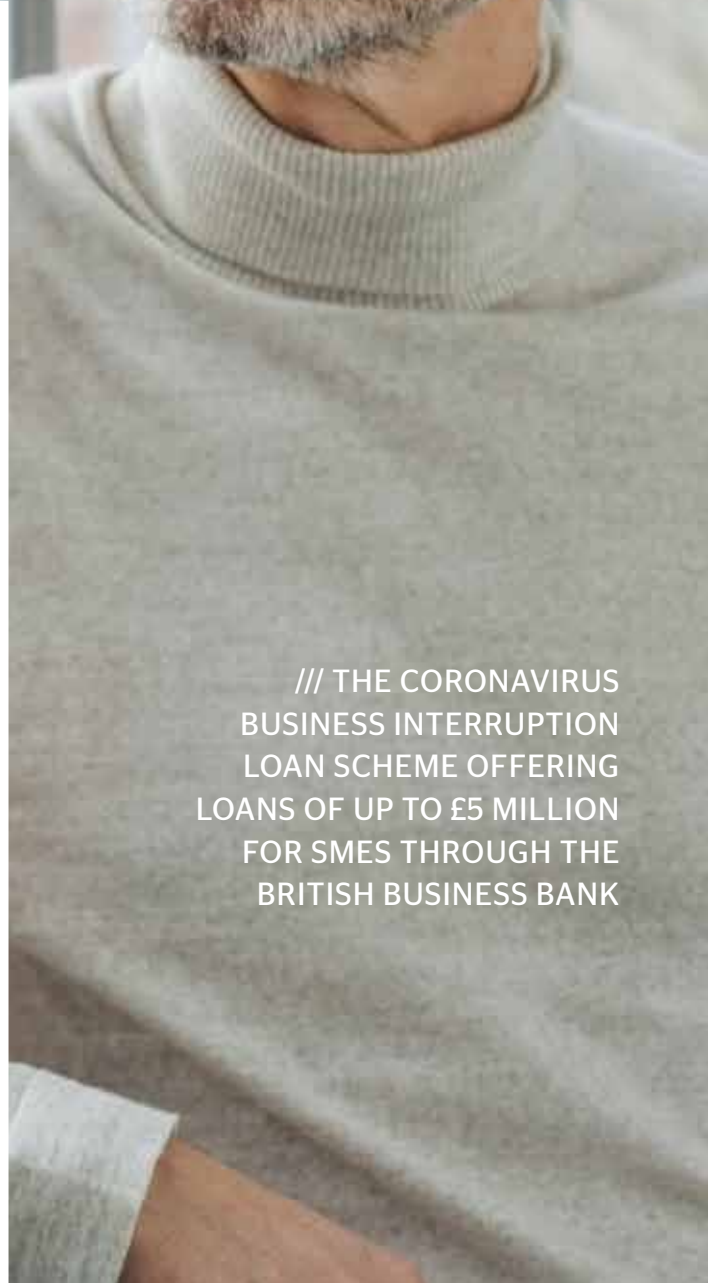 /// THE CORONAVIRUS
BUSINESS INTERRUPTION
LOAN SCHEME OFFERING
LOANS OF UP TO £5 MILLION
FOR SMES THROUGH THE
BRITISH BUSINESS BANK